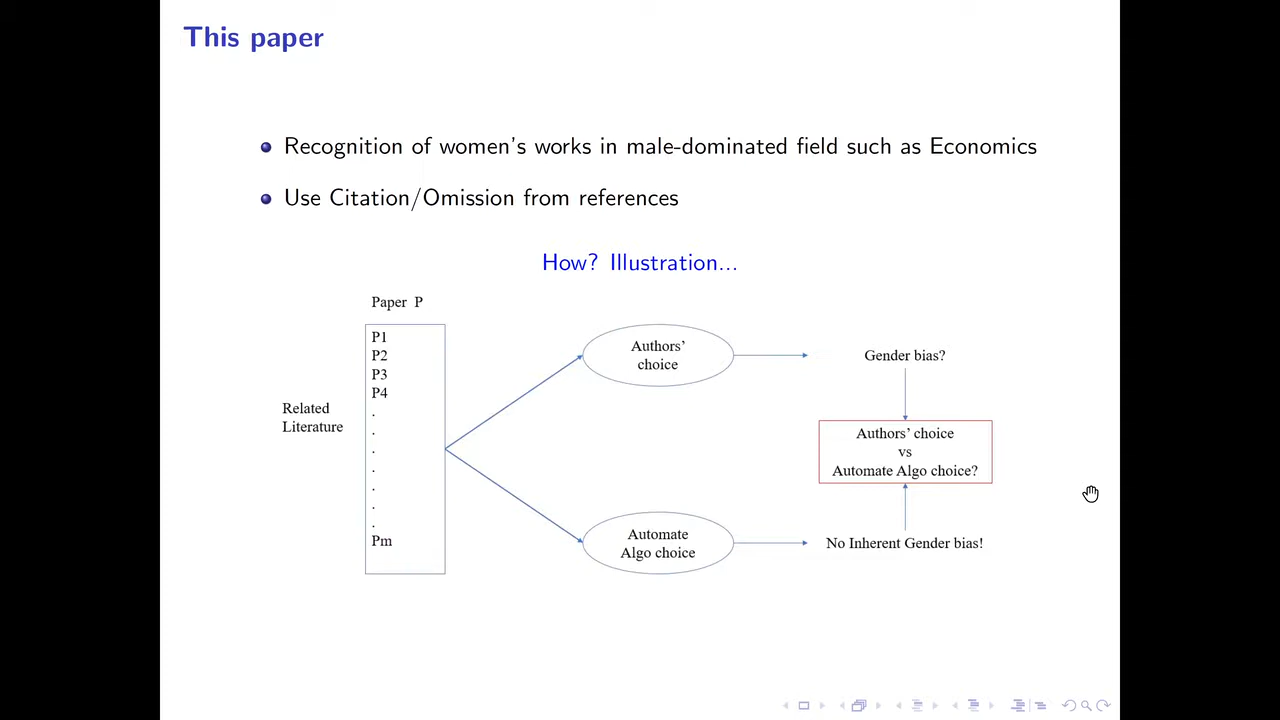 This paper
Recognition of women's works in male-dominated field such as Economics
Use Citation/Omission from references
How? Illustration...
Paper P
P1
P2
P3
P4
.
.
.
.
.
.
.
Pm
Related
Literature
Authors'
choice
Gender bias?
Authors' choice
vs
Automate Algo choice?
Automate
Algo choice
No Inherent Gender bias!